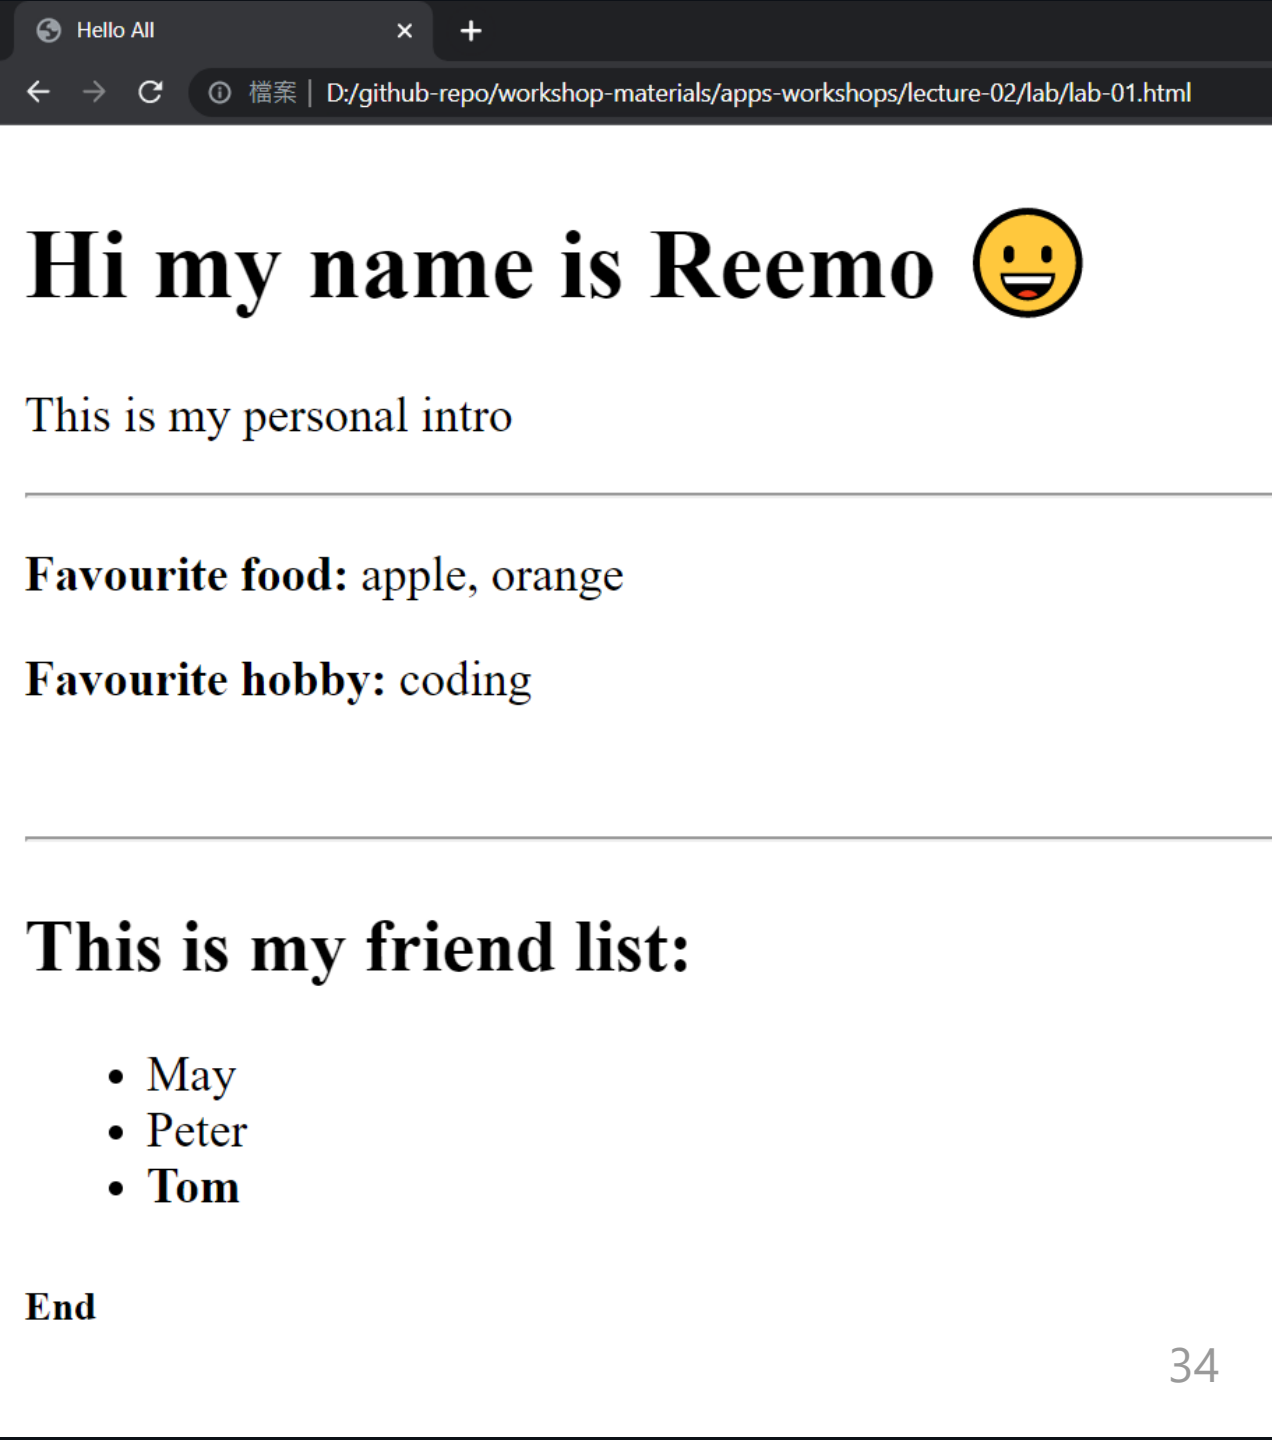 Hello All
檔案 | D:/github-repo/workshop-materials/apps-workshops/lecture-02/lab/lab-01.html
Hi my name is Reemo 😀
This is my personal intro
Favourite food: apple, orange
Favourite hobby: coding
This is my friend list:
• May
• Peter
• Tom
End
34